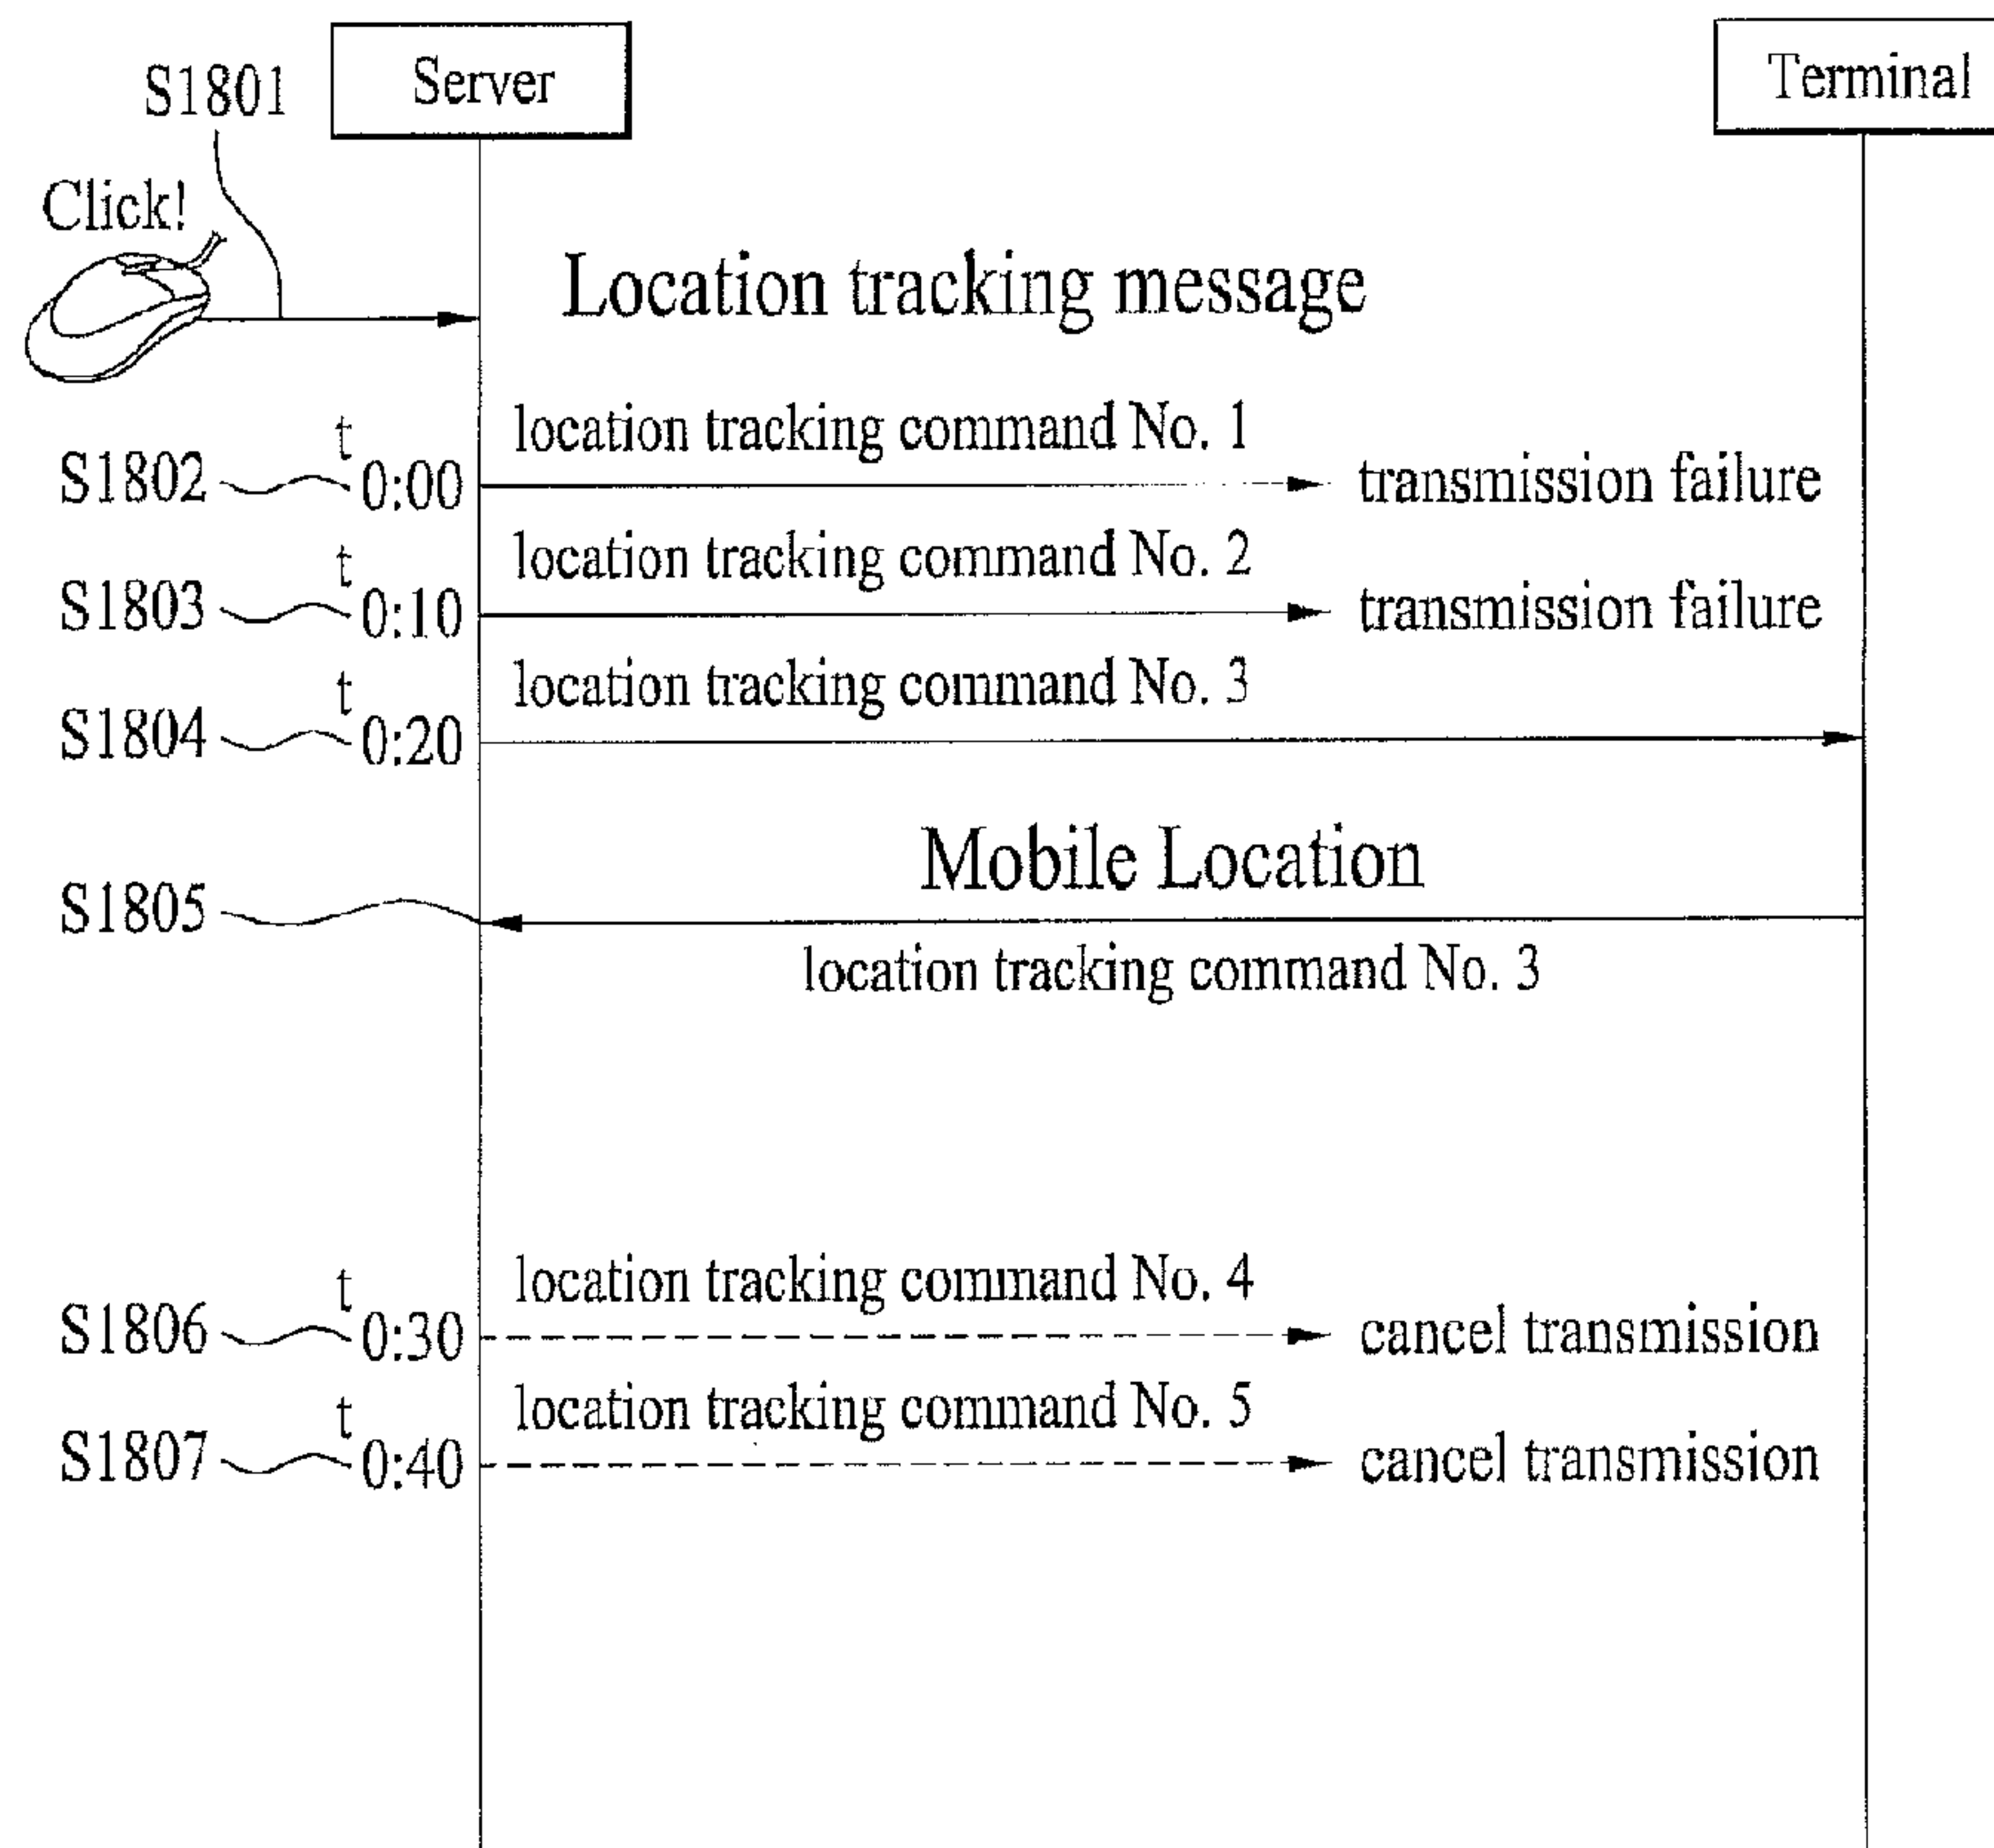 Server
Terminal
S1801
Click!
Location tracking message
location tracking command No. 1
S1802 t 0:00 transmission failure
location tracking command No. 2
S1803 t 0:10 transmission failure
location tracking command No. 3
S1804 t 0:20
Mobile Location
S1805
location tracking command No. 3
location tracking command No. 4
S1806 t 0:30 cancel transmission
location tracking command No. 5
S1807 t 0:40 cancel transmission